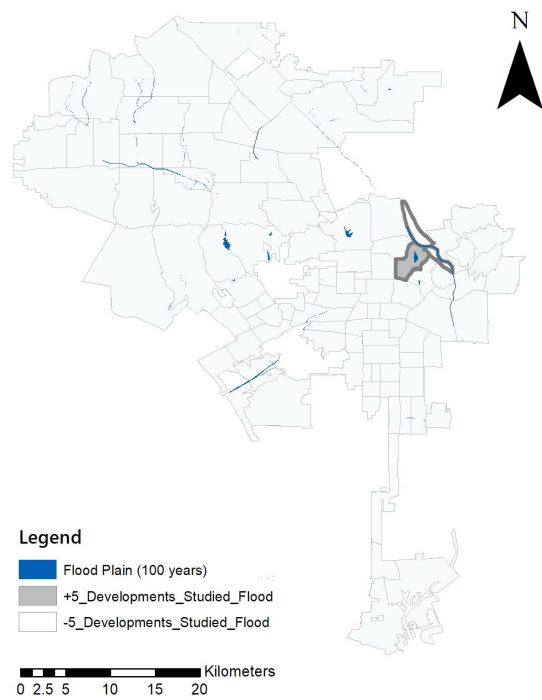 N
Legend
Flood Plain (100 years)
+5_Developments_Studied_Flood
-5_Developments_Studied_Flood
Kilometers
0 2.5 5 10 15 20